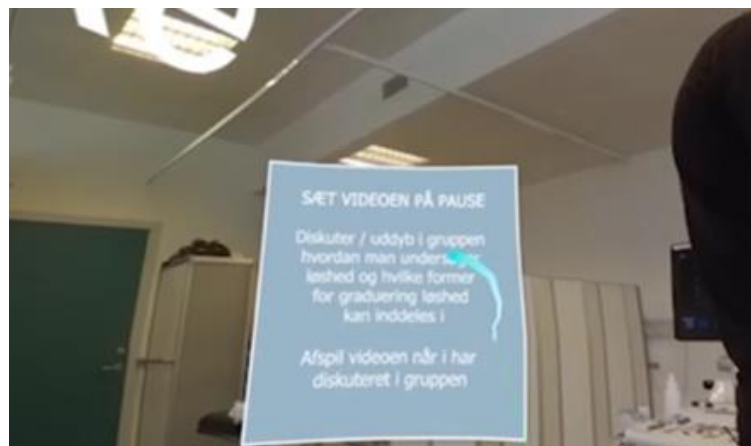 SÆT VIDEOEN PÅ PAUSE
Diskuter / uddyb i gruppen
hvordan man undersøger
løshed og hvilke former
for graduering løshed
kan inddeles i
Afspil videoen når i har
diskuteret i gruppen